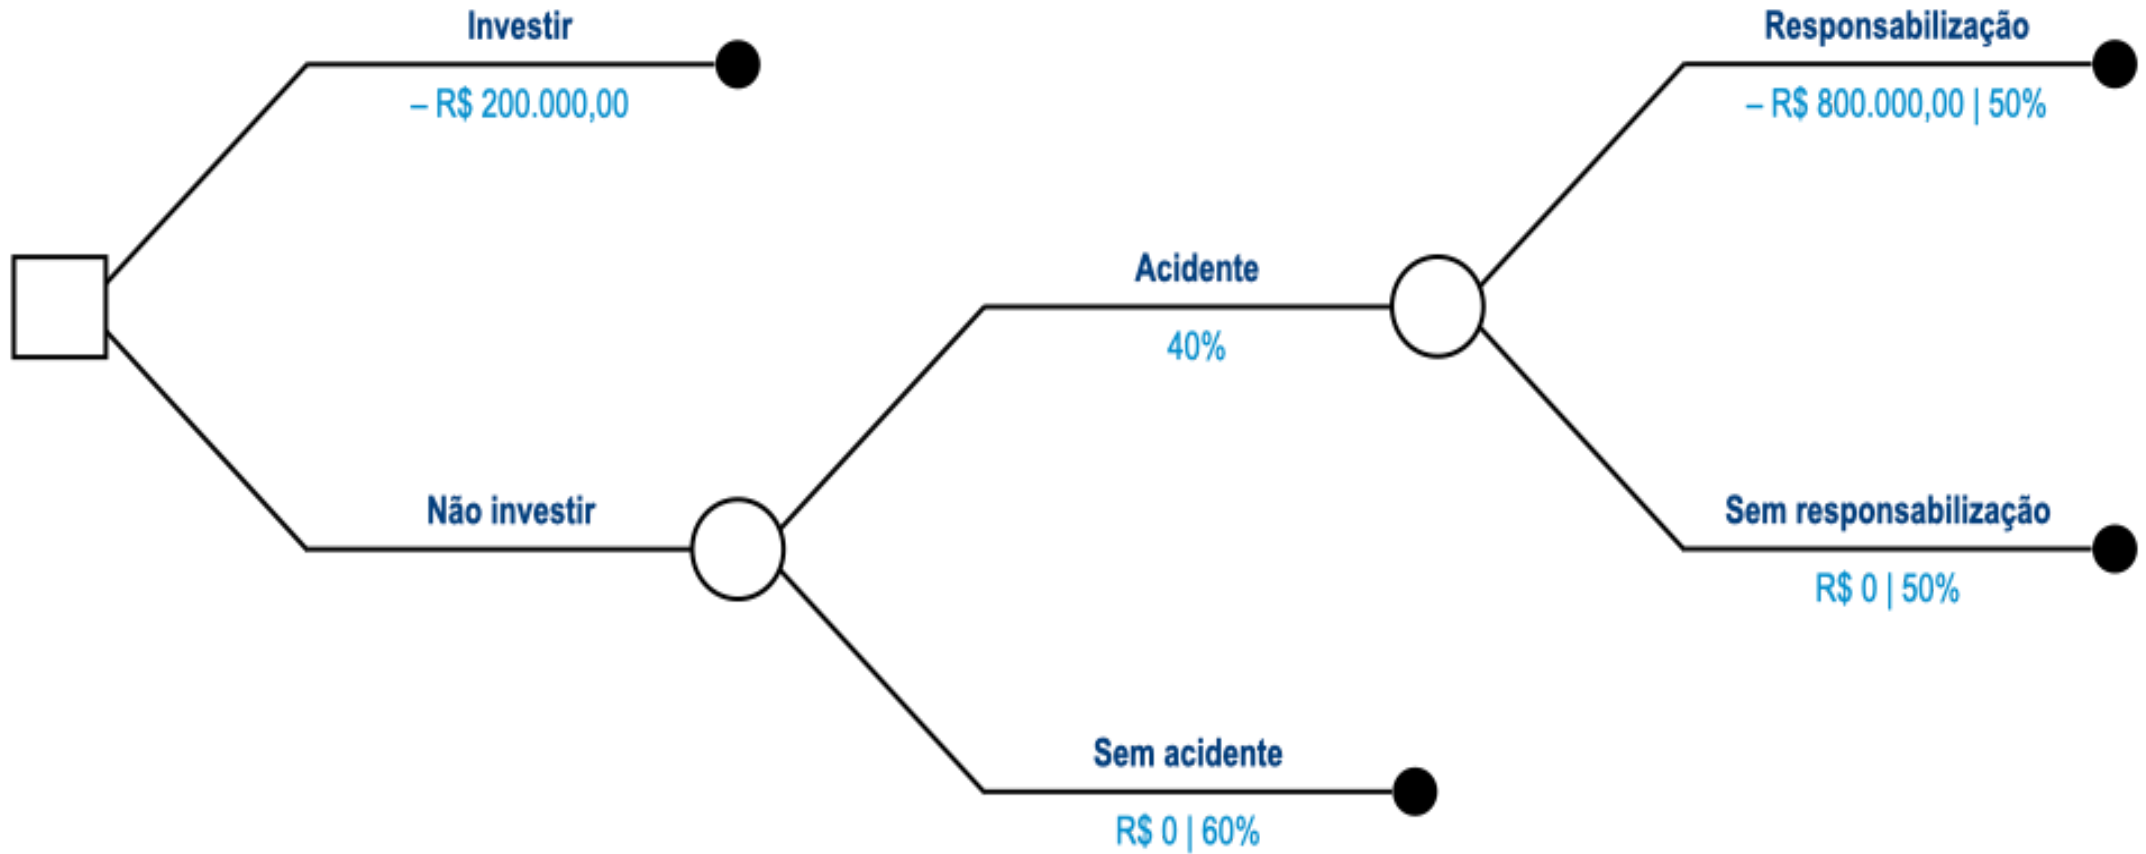 Investir
– R$ 200.000,00
Responsabilização
– R$ 800.000,00 | 50%
Acidente
40%
Não investir
Sem responsabilização
R$ 0 | 50%
Sem acidente
R$ 0 | 60%